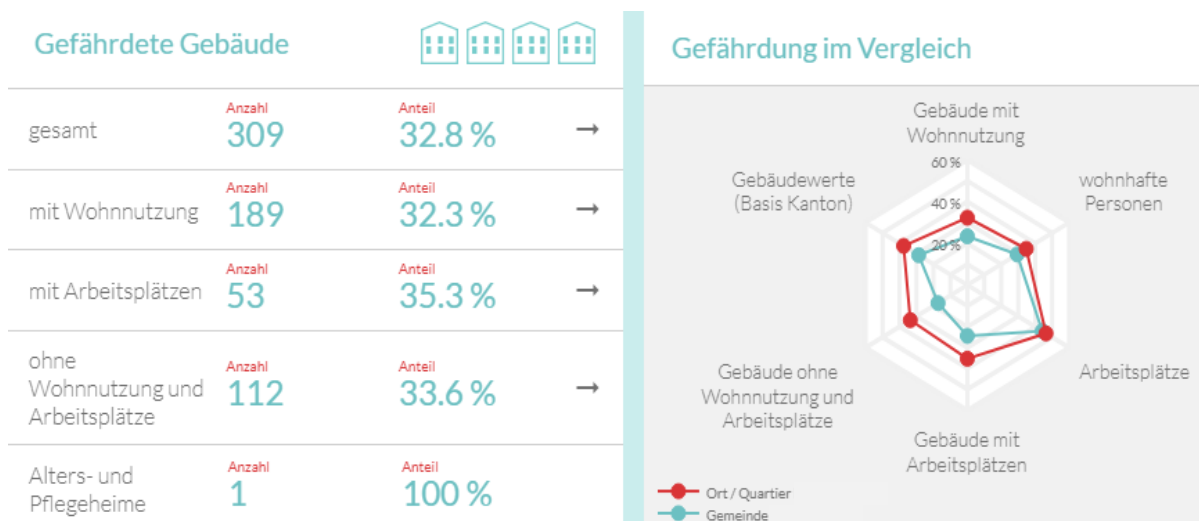 Gefährdete Gebäude
Anzahl
Anteil
gesamt
309
32.8 %
→
Anzahl
Anteil
mit Wohnnutzung
189
32.3 %
→
Anzahl
Anteil
mit Arbeitsplätzen
53
35.3 %
→
ohne
Wohnnutzung und
Arbeitsplätze
Anzahl
Anteil
112
33.6 %
→
Alters- und
Pflegeheime
Anzahl
Anteil
1
100 %
Gefährdung im Vergleich
Gebäude mit
Wohnnutzung
60 %
40 %
20 %
Gebäudewerte
(Basis Kanton)
wohnhafte
Personen
Gebäude ohne
Wohnnutzung und
Arbeitsplätze
Arbeitsplätze
Gebäude mit
Arbeitsplätzen
Ort / Quartier
Gemeinde